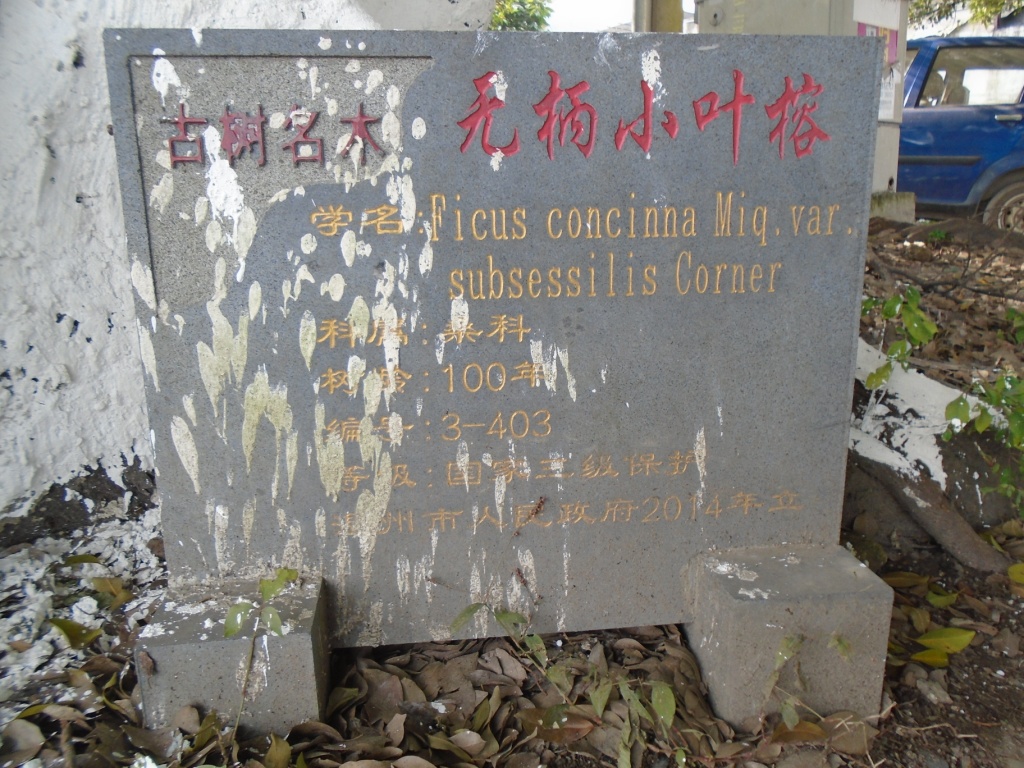 古树名木
无柄小叶榕
学名:Ficus concinna Miq.var.
subsessilis Corner
科属:桑科
树龄:100年
编号:3-403
等级:国家三级保护
州市人民政府2014年立